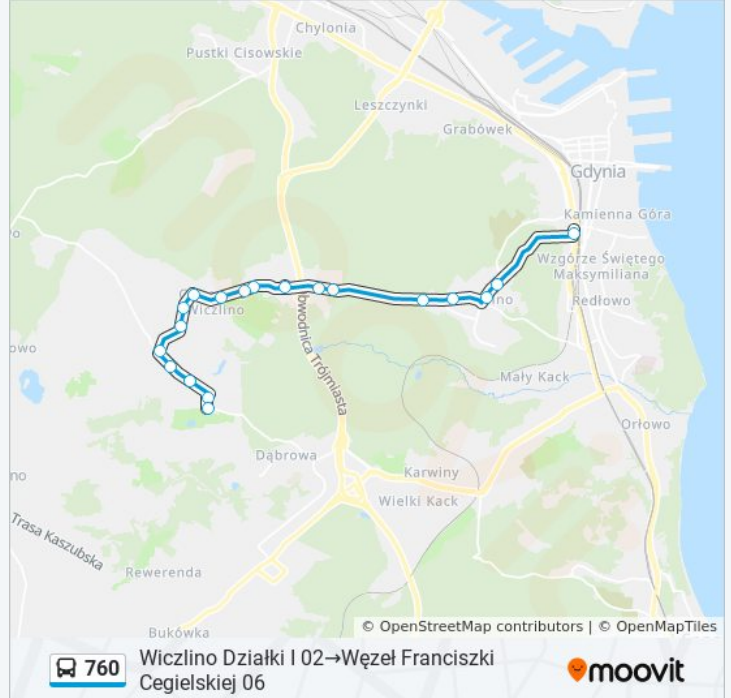 Chylonia
Pustki Cisowskie
Leszczynki
Grabówek
Gdynia
Kamienna Góra
Wzgórze Świętego
Maksymiliana
Redłowo
Wiczlino
bwodnica Trójmiasta
Mały Kack
Orłowo
owo
Dąbrowa
Karwiny
Wielki Kack
no
Trasa Kaszubska
Rewerenda
Bukówka
© OpenStreetMap contributors | © OpenMapTiles
760
Wiczlino Działki I 02→Węzeł Franciszki
Cegielskiej 06
moovit